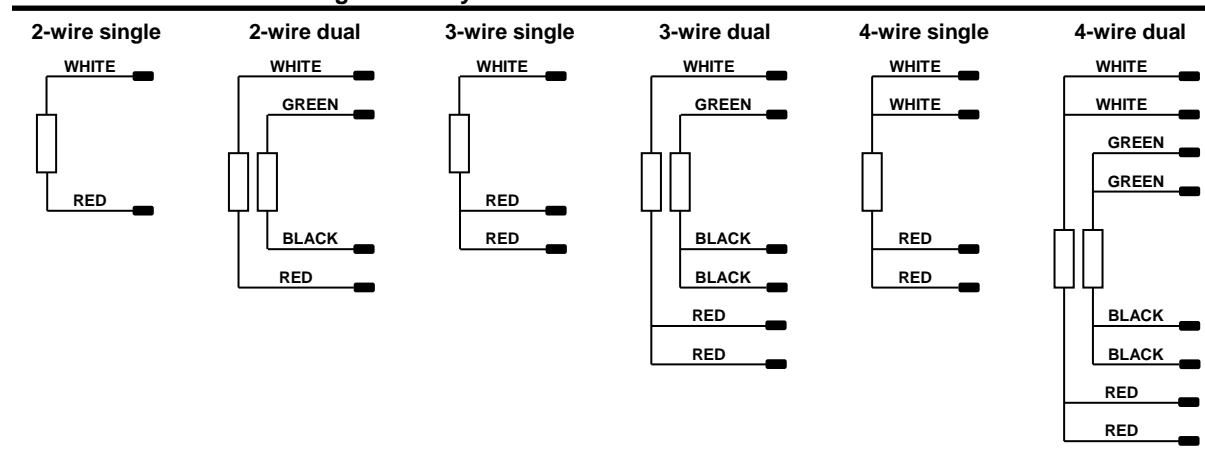 2-wire single 2-wire dual 3-wire single 3-wire dual 4-wire single 4-wire dual
WHITE WHITE WHITE WHITE WHITE WHITE
GREEN GREEN WHITE WHITE
GREEN
GREEN
RED RED RED
BLACK RED BLACK RED
RED BLACK RED
RED BLACK
RED BLACK
RED
RED